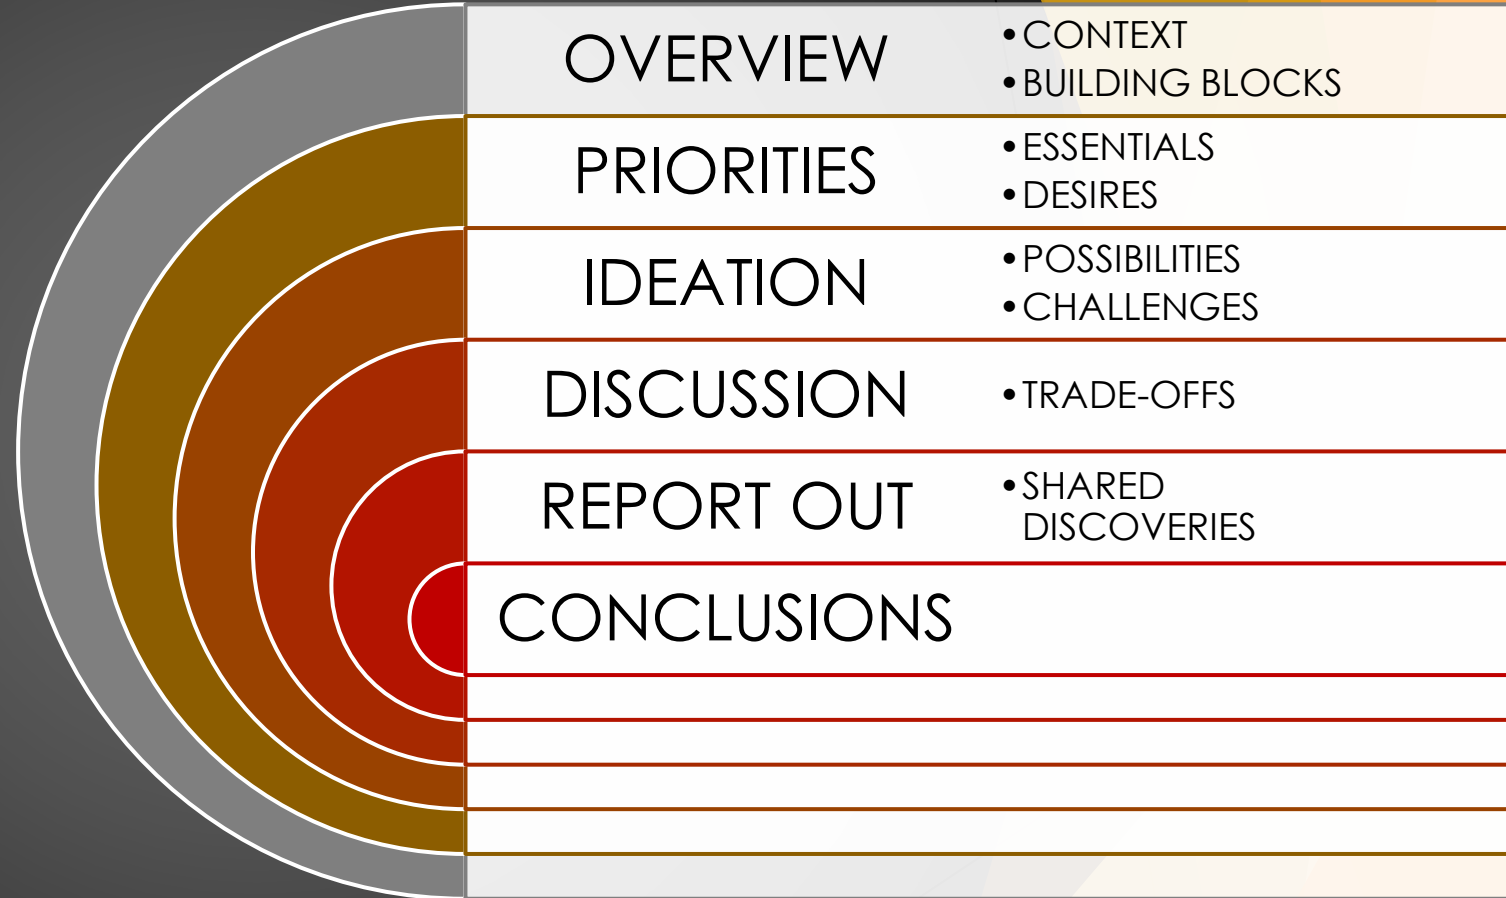 OVERVIEW
•CONTEXT
•BUILDING BLOCKS
PRIORITIES
•ESSENTIALS
•DESIRES
IDEATION
•POSSIBILITIES
•CHALLENGES
DISCUSSION
•TRADE-OFFS
REPORT OUT
•SHARED
DISCOVERIES
CONCLUSIONS